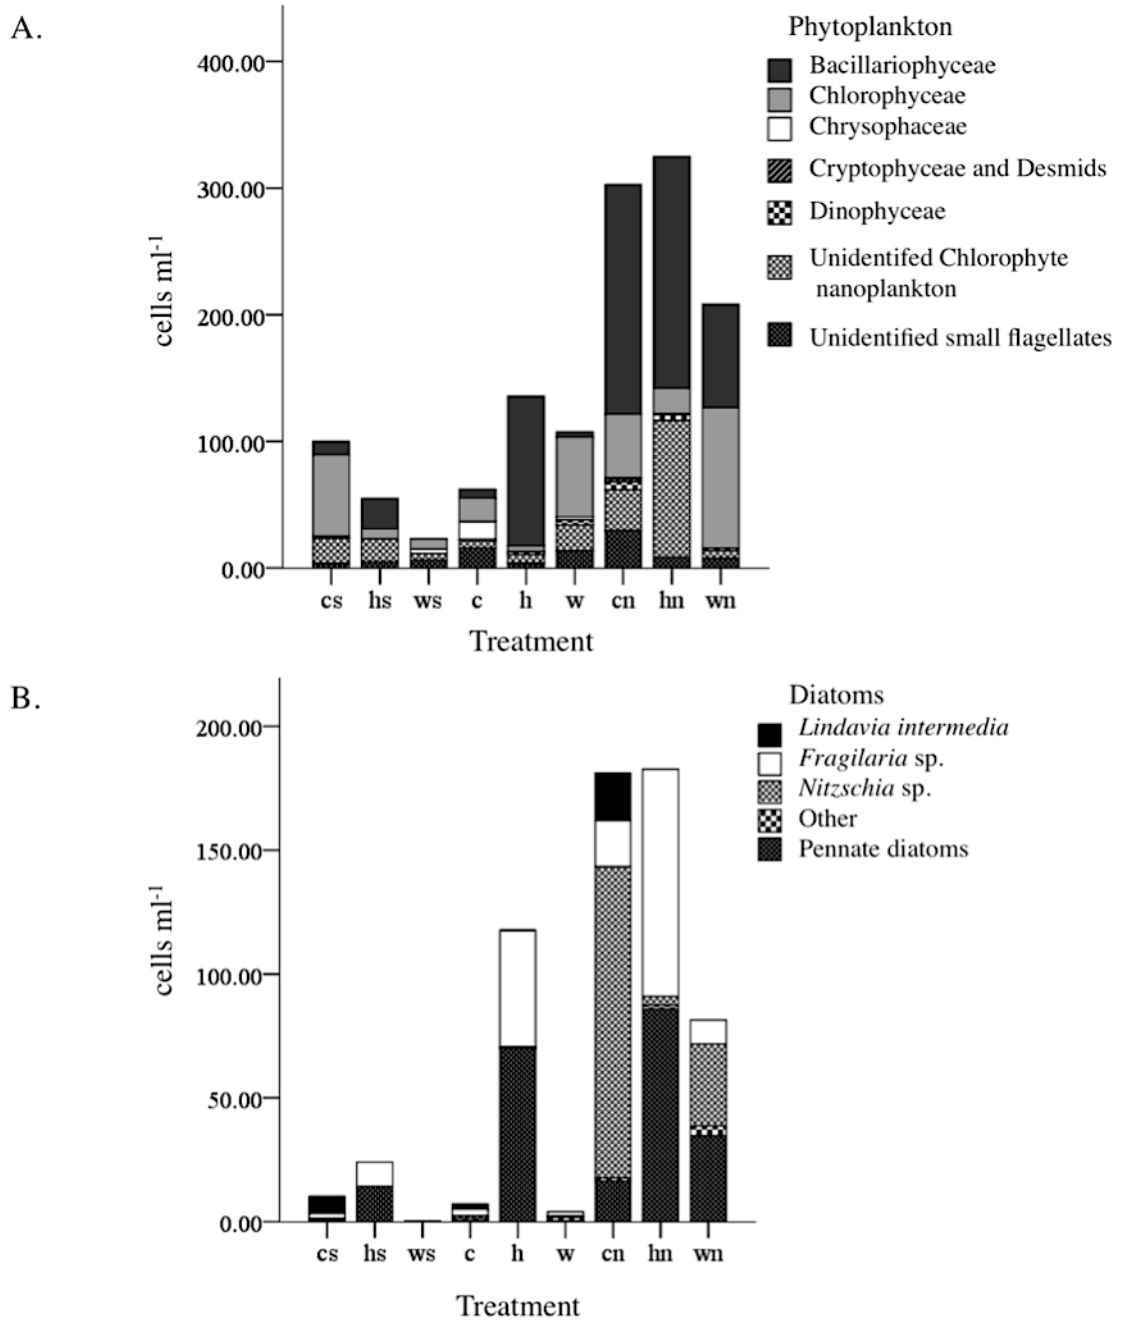 A.
Phytoplankton
Bacillariophyceae
Chlorophyceae
Chrysophaceae
Cryptophyceae and Desmids
Dinophyceae
Unidentifed Chlorophyte
nanoplankton
Unidentified small flagellates
400.00
300.00
200.00
100.00
0.00
cells ml-1
cs hs ws c h w cn hn wn
Treatment
B.
Diatoms
Lindavia intermedia
Fragilaria sp.
Nitzschia sp.
Other
Pennate diatoms
200.00
150.00
100.00
50.00
0.00
cells ml-1
cs hs ws c h w cn hn wn
Treatment